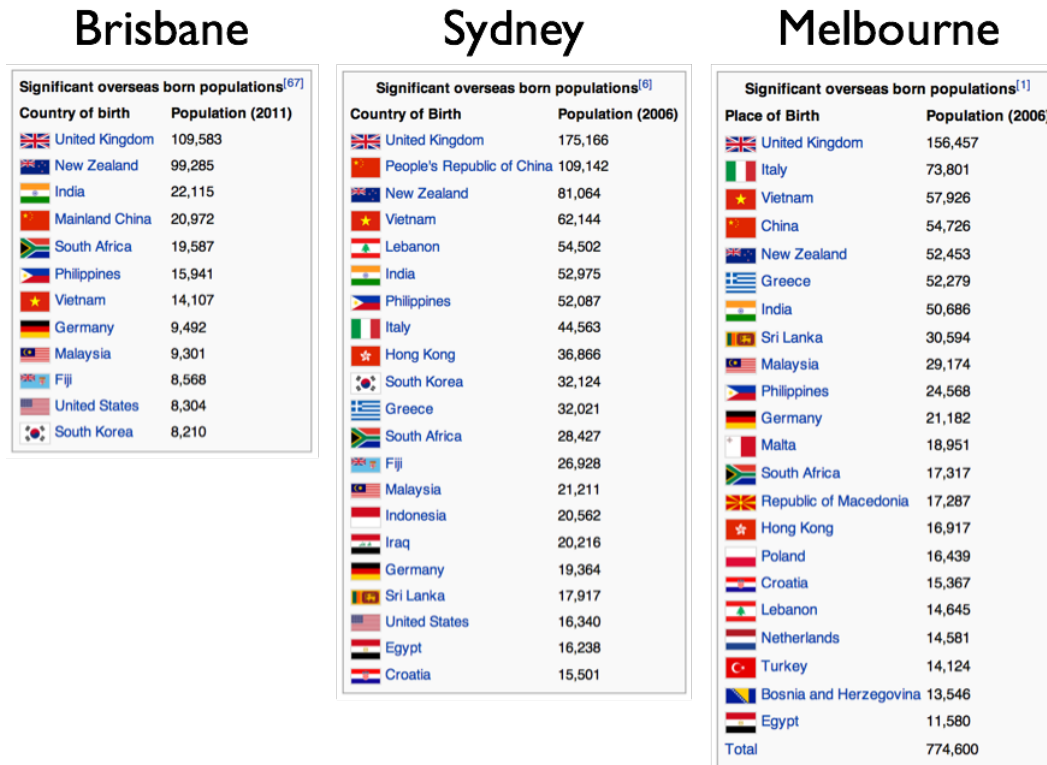 Brisbane
Significant overseas born populations[67]
Country of birth Population (2011)
United Kingdom 109,583
New Zealand 99,285
India 22,115
Mainland China 20,972
South Africa 19,587
Philippines 15,941
Vietnam 14,107
Germany 9,492
Malaysia 9,301
Fiji 8,568
United States 8,304
South Korea 8,210
Sydney
Significant overseas born populations[6]
Country of Birth Population (2006)
United Kingdom 175,166
People's Republic of China 109,142
New Zealand 81,064
Vietnam 62,144
Lebanon 54,502
India 52,975
Philippines 52,087
Italy 44,563
Hong Kong 36,866
South Korea 32,124
Greece 32,021
South Africa 28,427
Fiji 26,928
Malaysia 21,211
Indonesia 20,562
Iraq 20,216
Germany 19,364
Sri Lanka 17,917
United States 16,340
Egypt 16,238
Croatia 15,501
Melbourne
Significant overseas born populations[1]
Place of Birth Population (2006)
United Kingdom 156,457
Italy 73,801
Vietnam 57,926
China 54,726
New Zealand 52,453
Greece 52,279
India 50,686
Sri Lanka 30,594
Malaysia 29,174
Philippines 24,568
Germany 21,182
Malta 18,951
South Africa 17,317
Republic of Macedonia 17,287
Hong Kong 16,917
Poland 16,439
Croatia 15,367
Lebanon 14,645
Netherlands 14,581
Turkey 14,124
Bosnia and Herzegovina 13,546
Egypt 11,580
Total 774,600